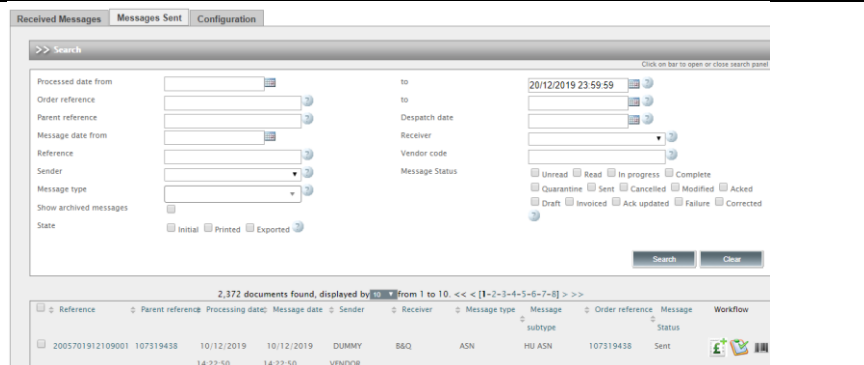 Received Messages Messages Sent Configuration
>> Search
Click on bar to open or close search panel
Processed date from to 20/12/2019 23:59:59
Order reference to
Parent reference Despatch date
Message date from Receiver
Reference Vendor code
Sender Message Status Unread Read In progress Complete
Message type Quarantine Sent Cancelled Modified Acked
Show archived messages Draft Invoiced Ack updated Failure Corrected
State Initial Printed Exported
Search Clear
2,372 documents found, displayed by 10 from 1 to 10. << < [1-2-3-4-5-6-7-8] > >>
Reference Parent reference Processing date Message date Sender Receiver Message type Message subtype Order reference Message Status Workflow
2005701912109001 107319438 10/12/2019 10/12/2019 DUMMY B&Q ASN HU ASN 107319438 Sent
14:22:50 14:22:50 VENDOR